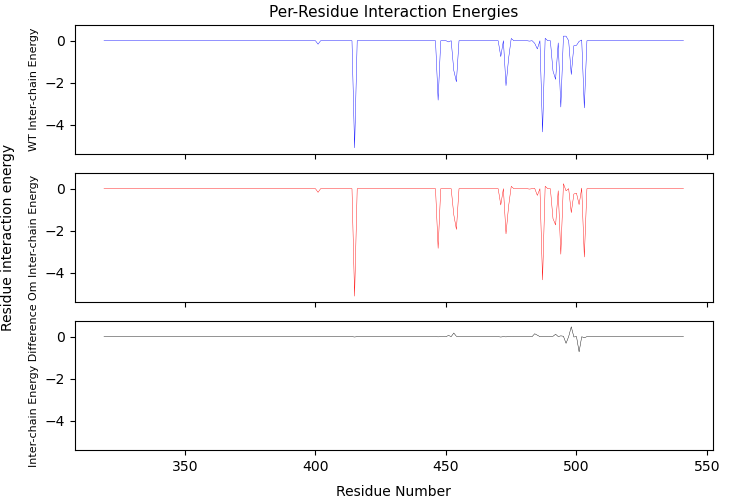 Per-Residue Interaction Energies
Residue interaction energy
WT Inter-chain Energy
0
−2
−4
Om Inter-chain Energy
0
−2
−4
Inter-chain Energy Difference
0
−2
−4
350
400
450
500
550
Residue Number